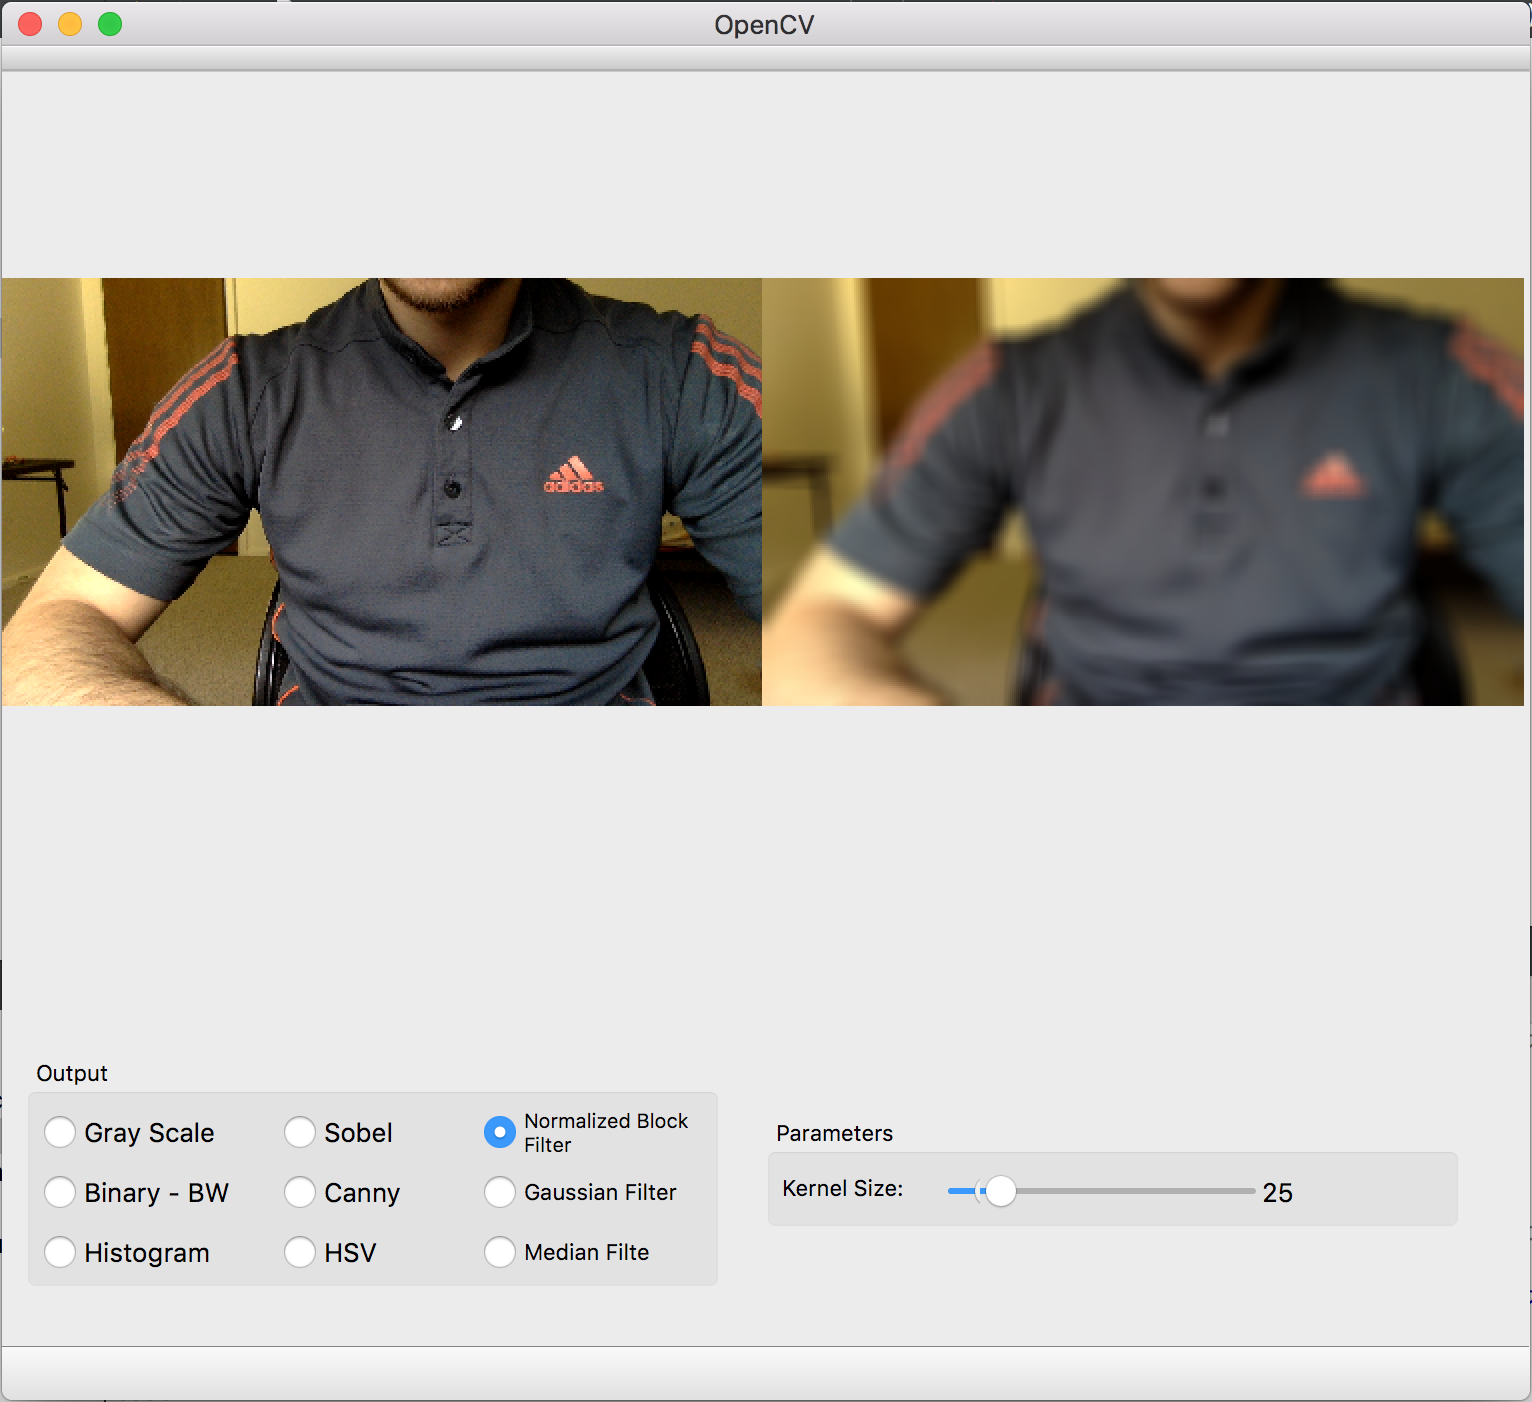 OpenCV
adidas
Output
Gray Scale
Sobel
Normalized Block
Filter
Binary - BW
Canny
Gaussian Filter
Histogram
HSV
Median Filte
Parameters
Kernel Size:
25